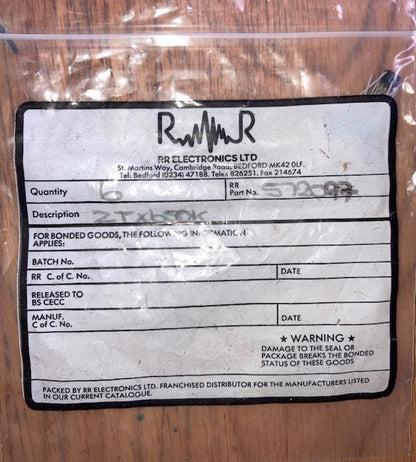 R R
RR ELECTRONICS LTD
St. Martins Way, Cambridge Road, BEDFORD MK42 OLF.
Tel: Bedford (0234) 47188. Telex 826251. Fax 214674
Quantity 6 RR Part No. 572097
Description ZTX650K
FOR BONDED GOODS, THE FOLLOWING INFORMATION
APPLIES:
BATCH No.
RR C. of C. No. DATE
RELEASED TO
BS CECC
MANUF. C of C. No. DATE
★ WARNING ★
DAMAGE TO THE SEAL OR
PACKAGE BREAKS THE BONDED
STATUS OF THESE GOODS
PACKED BY RR ELECTRONICS LTD. FRANCHISED DISTRIBUTOR FOR THE MANUFACTURERS LISTED
IN OUR CURRENT CATALOGUE.